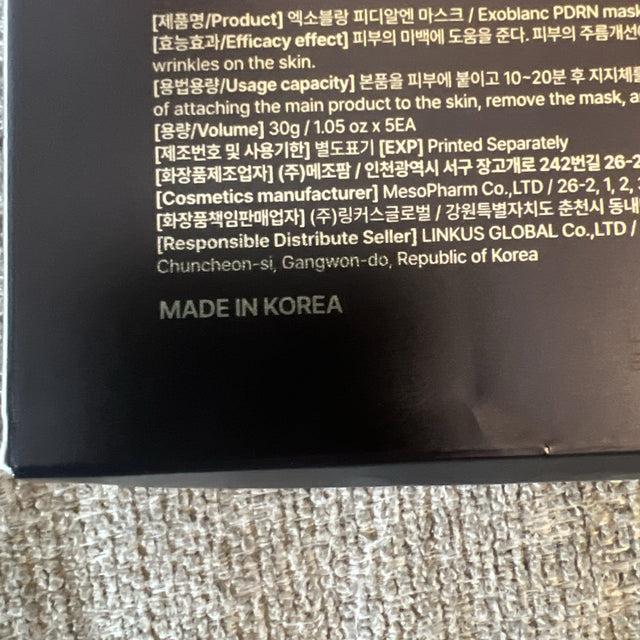 [제품명/Product] 엑소블랑 피디알엔 마스크 / Exoblanc PDRN mask
[효능효과/Efficacy effect] 피부의 미백에 도움을 준다. 피부의 주름개선에
wrinkles on the skin.
[용법용량/Usage capacity] 본품을 피부에 붙이고 10~20분 후 지지체를
of attaching the main product to the skin, remove the mask,
[용량/Volume] 30g / 1.05 oz x 5EA
[제조번호 및 사용기한] 별도표기 [EXP] Printed Separately
[화장품제조업자] (주)메조팜 / 인천광역시 서구 장고개로 242번길 26-2
[Cosmetics manufacturer] MesoPharm Co.,LTD / 26-2, 1, 2,
[화장품책임판매업자] (주)링커스글로벌 / 강원특별자치도 춘천시 동내
[Responsible Distribute Seller] LINKUS GLOBAL Co.,LTD /
Chuncheon-si, Gangwon-do, Republic of Korea
MADE IN KOREA